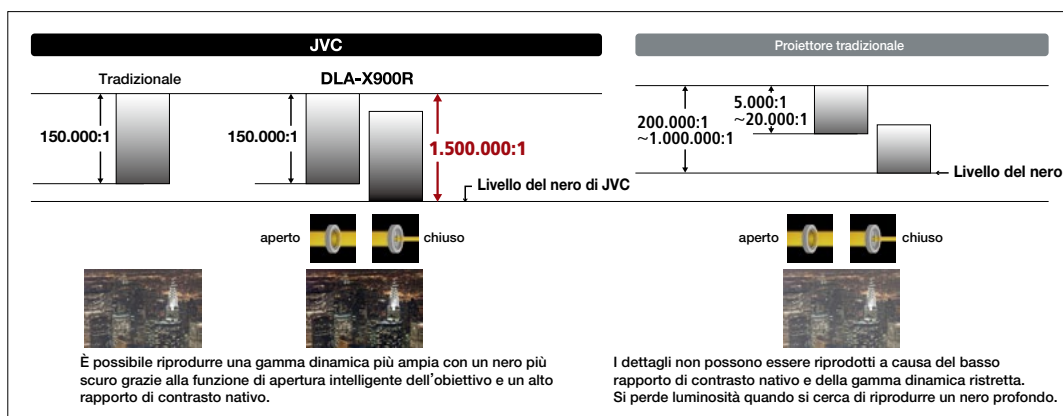 JVC
Tradizionale
DLA-X900R
150.000:1
150.000:1
1.500.000:1
Livello del nero di JVC
aperto
chiuso
È possibile riprodurre una gamma dinamica più ampia con un nero più
scuro grazie alla funzione di apertura intelligente dell'obiettivo e un alto
rapporto di contrasto nativo.
Proiettore tradizionale
5.000:1
~20.000:1
200.000:1
~1.000.000:1
Livello del nero
aperto
chiuso
I dettagli non possono essere riprodotti a causa del basso
rapporto di contrasto nativo e della gamma dinamica ristretta.
Si perde luminosità quando si cerca di riprodurre un nero profondo.